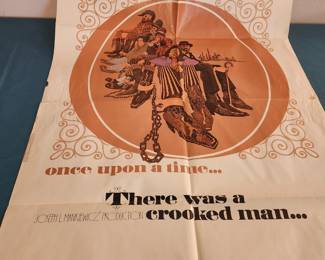 once upon a time...
There was a
crooked man...
JOSEPH L. MANKIEWICZ PRODUCTION